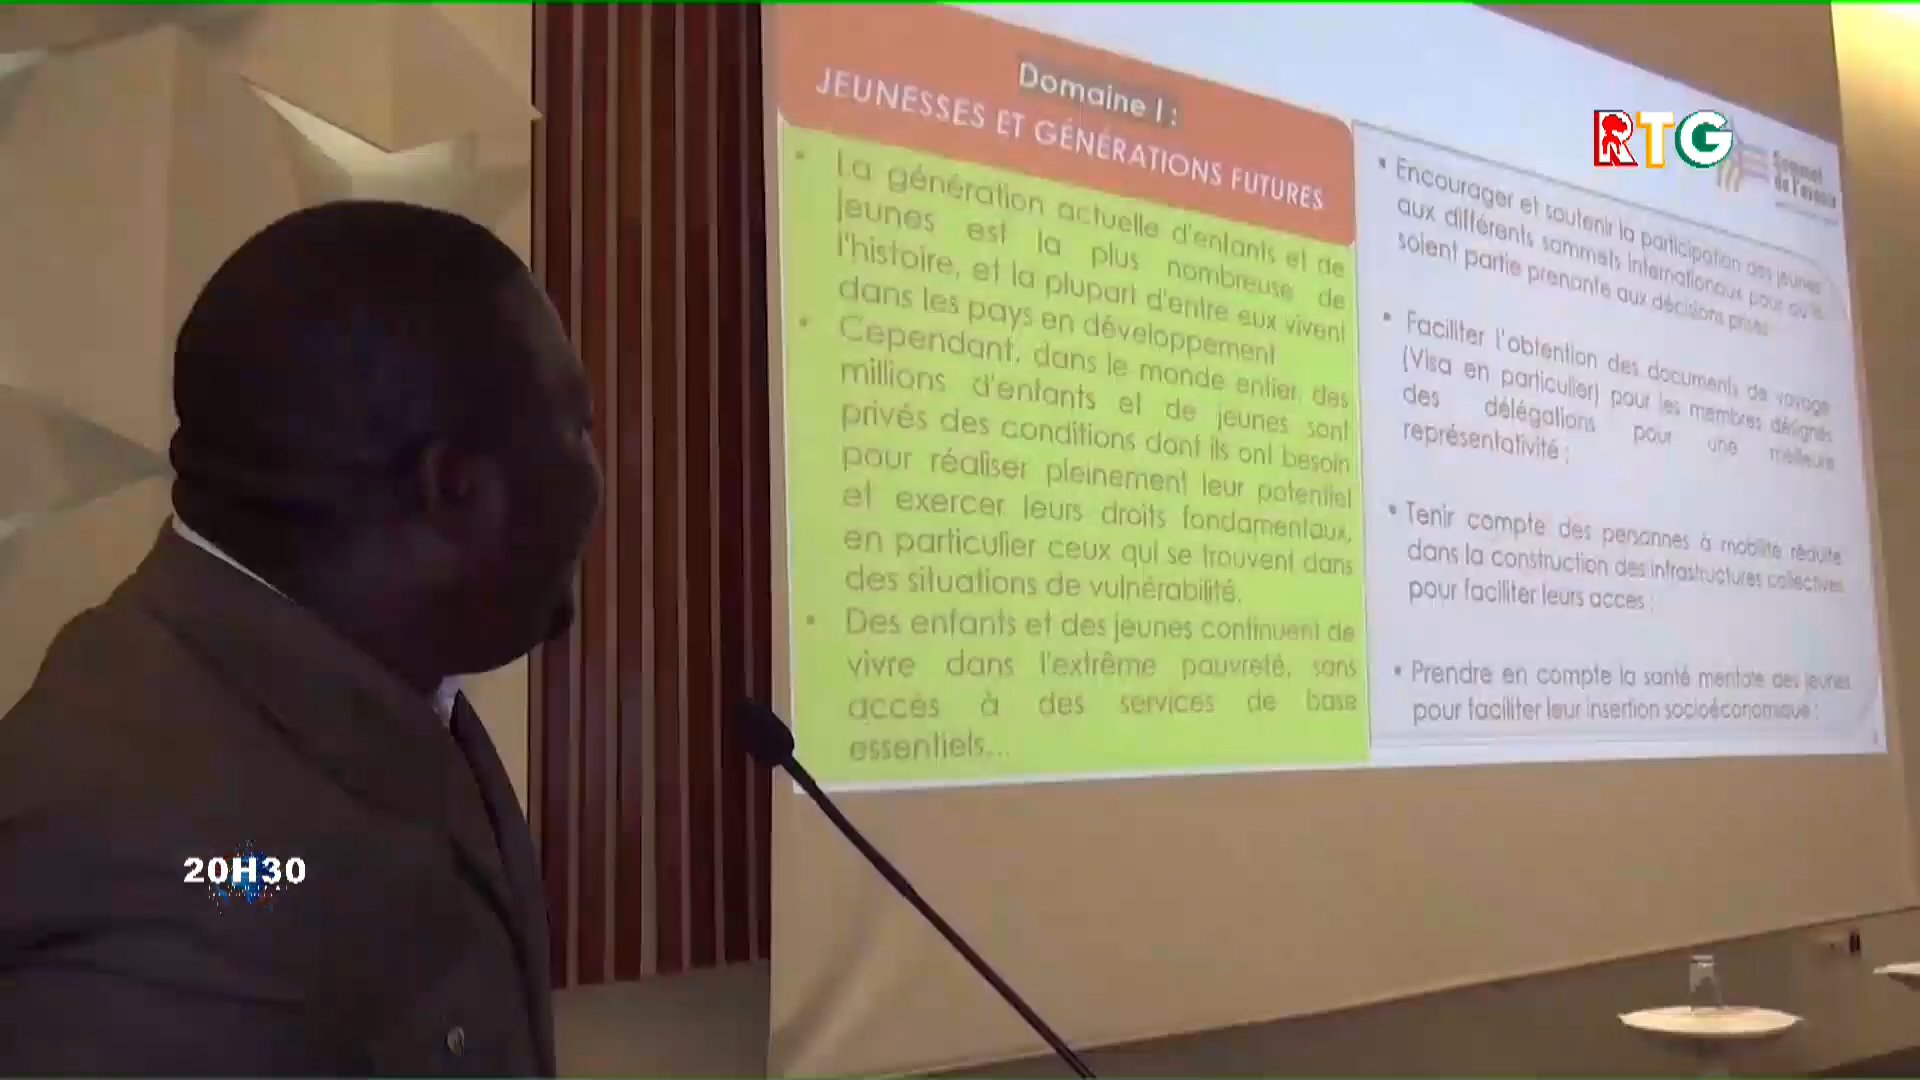 Domaine I :
JEUNESSES ET GÉNÉRATIONS FUTURES
• La génération actuelle d'enfants et de
jeunes est la plus nombreuse de
l'histoire, et la plupart d'entre eux vivent
dans les pays en développement
• Cependant, dans le monde entier, des
millions d'enfants et de jeunes sont
privés des conditions dont ils ont besoin
pour réaliser pleinement leur potentiel
et exercer leurs droits fondamentaux,
en particulier ceux qui se trouvent dans
des situations de vulnérabilité.
• Des enfants et des jeunes continuent de
vivre dans l'extrême pauvreté, sans
accès à des services de base
essentiels...
RTG
Sommet
de l'avenir
• Encourager et soutenir la participation des jeunes
aux différents sommets internationaux pour qu'ils
soient partie prenante aux décisions prises
• Faciliter l'obtention des documents de voyage
(Visa en particulier) pour les membres désignés
des délégations pour une meilleure
représentativité ;
• Tenir compte des personnes à mobilité réduite
dans la construction des infrastructures collectives
pour faciliter leurs acces ;
• Prendre en compte la santé mentale des jeunes
pour faciliter leur insertion socioéconomique ;
20H30